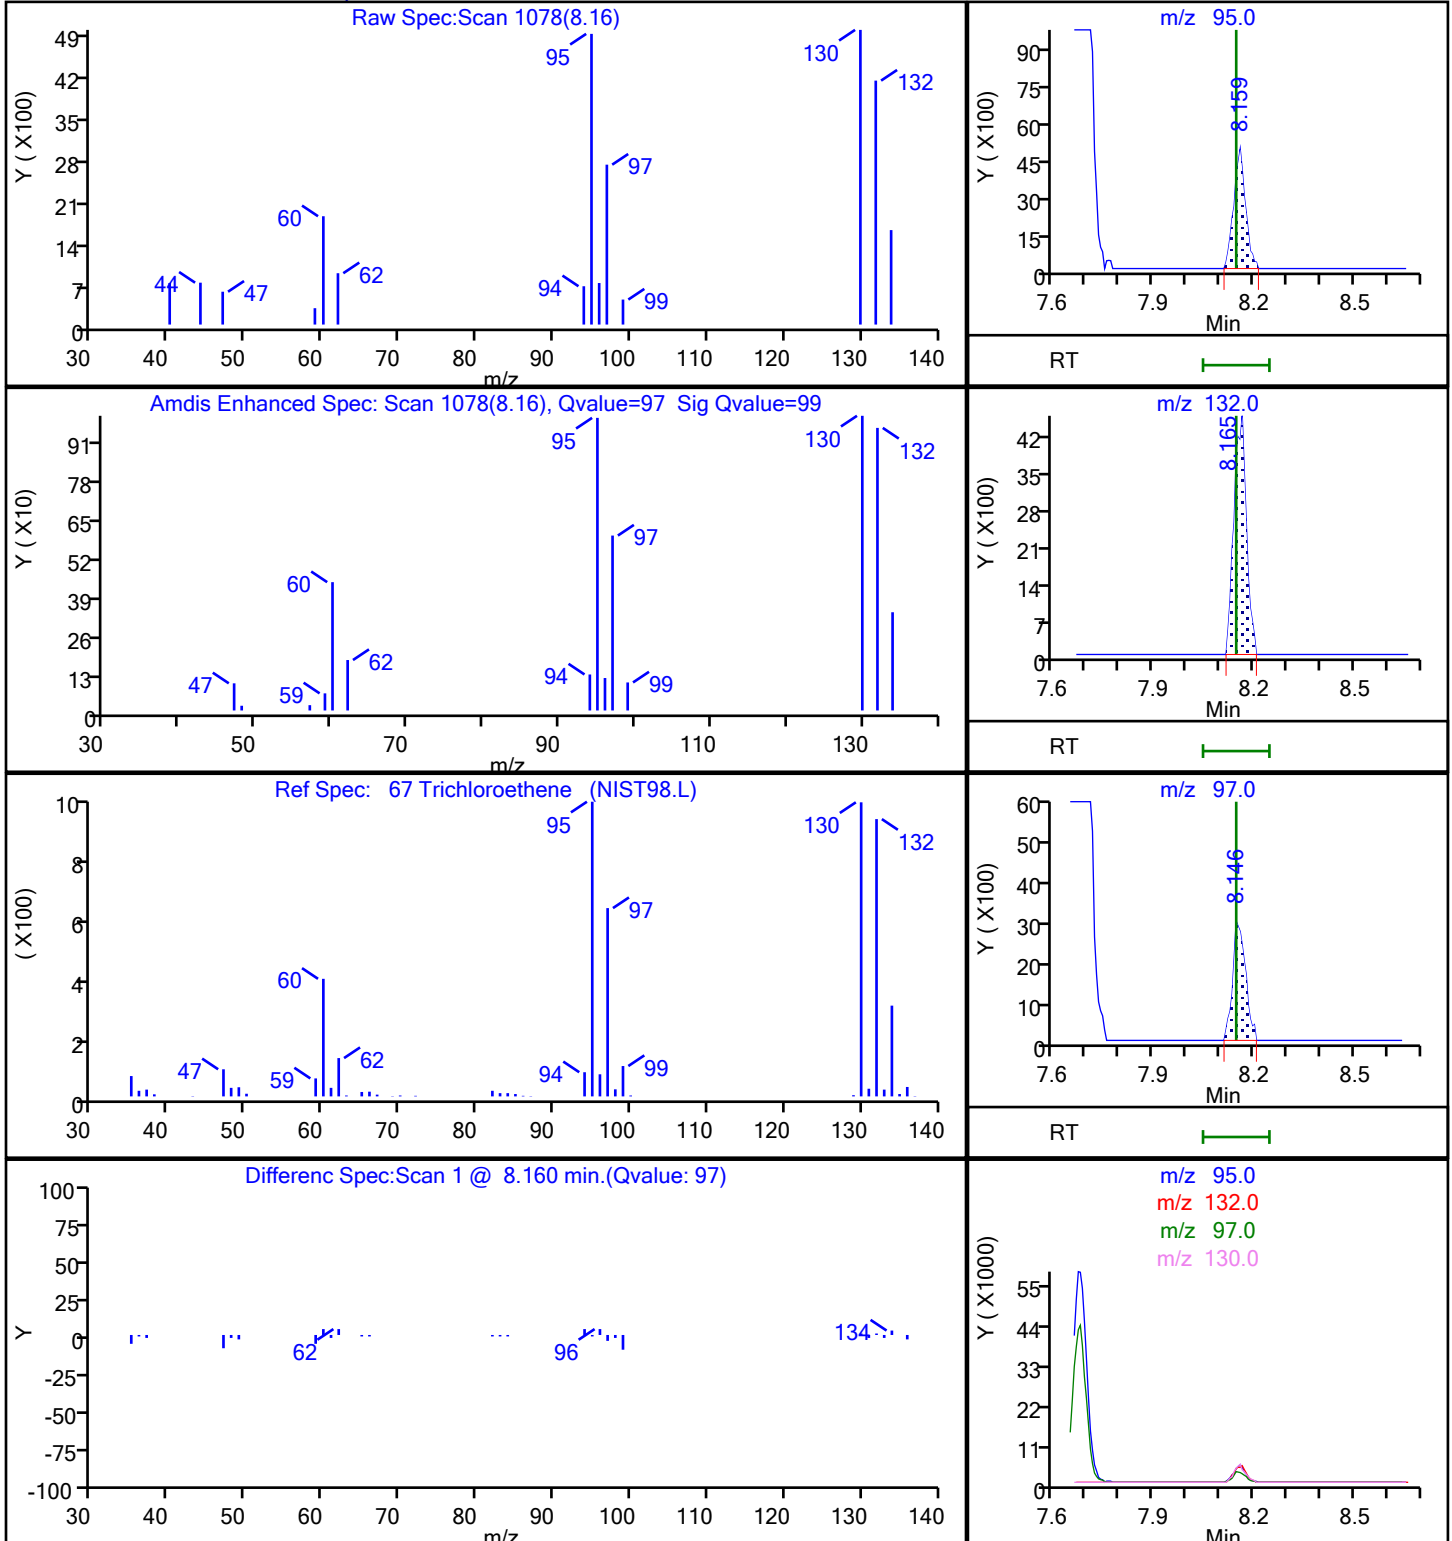 Raw Spec:Scan 1078(8.16)
Y ( X100)
49
42
35
28
21
14
7
0
95
130
132
97
60
62
44
47
94
99
30 40 50 60 70 80 90 100 110 120 130 140
m/z
m/z 95.0
Y ( X100)
90
75
60
45
30
15
0
8.159
7.6 7.9 8.2 8.5
Min
RT
Amdis Enhanced Spec: Scan 1078(8.16), Qvalue=97 Sig Qvalue=99
Y ( X10)
91
78
65
52
39
26
13
0
95
130
132
97
60
62
47
59
94
99
30 50 70 90 110 130
m/z
m/z 132.0
Y ( X100)
42
35
28
21
14
7
0
8.165
7.6 7.9 8.2 8.5
Min
RT
Ref Spec: 67 Trichloroethene (NIST98.L)
( X100)
10
8
6
4
2
0
95
130
132
97
60
62
47
59
94
99
30 40 50 60 70 80 90 100 110 120 130 140
m/z 97.0
Y ( X100)
60
50
40
30
20
10
0
8.146
7.6 7.9 8.2 8.5
Min
RT
Differenc Spec:Scan 1 @ 8.160 min.(Qvalue: 97)
Y
100
75
50
25
0
-25
-50
-75
-100
62
96
134
30 40 50 60 70 80 90 100 110 120 130 140
m/z
m/z 95.0
m/z 132.0
m/z 97.0
m/z 130.0
Y ( X1000)
55
44
33
22
11
0
7.6 7.9 8.2 8.5
Min